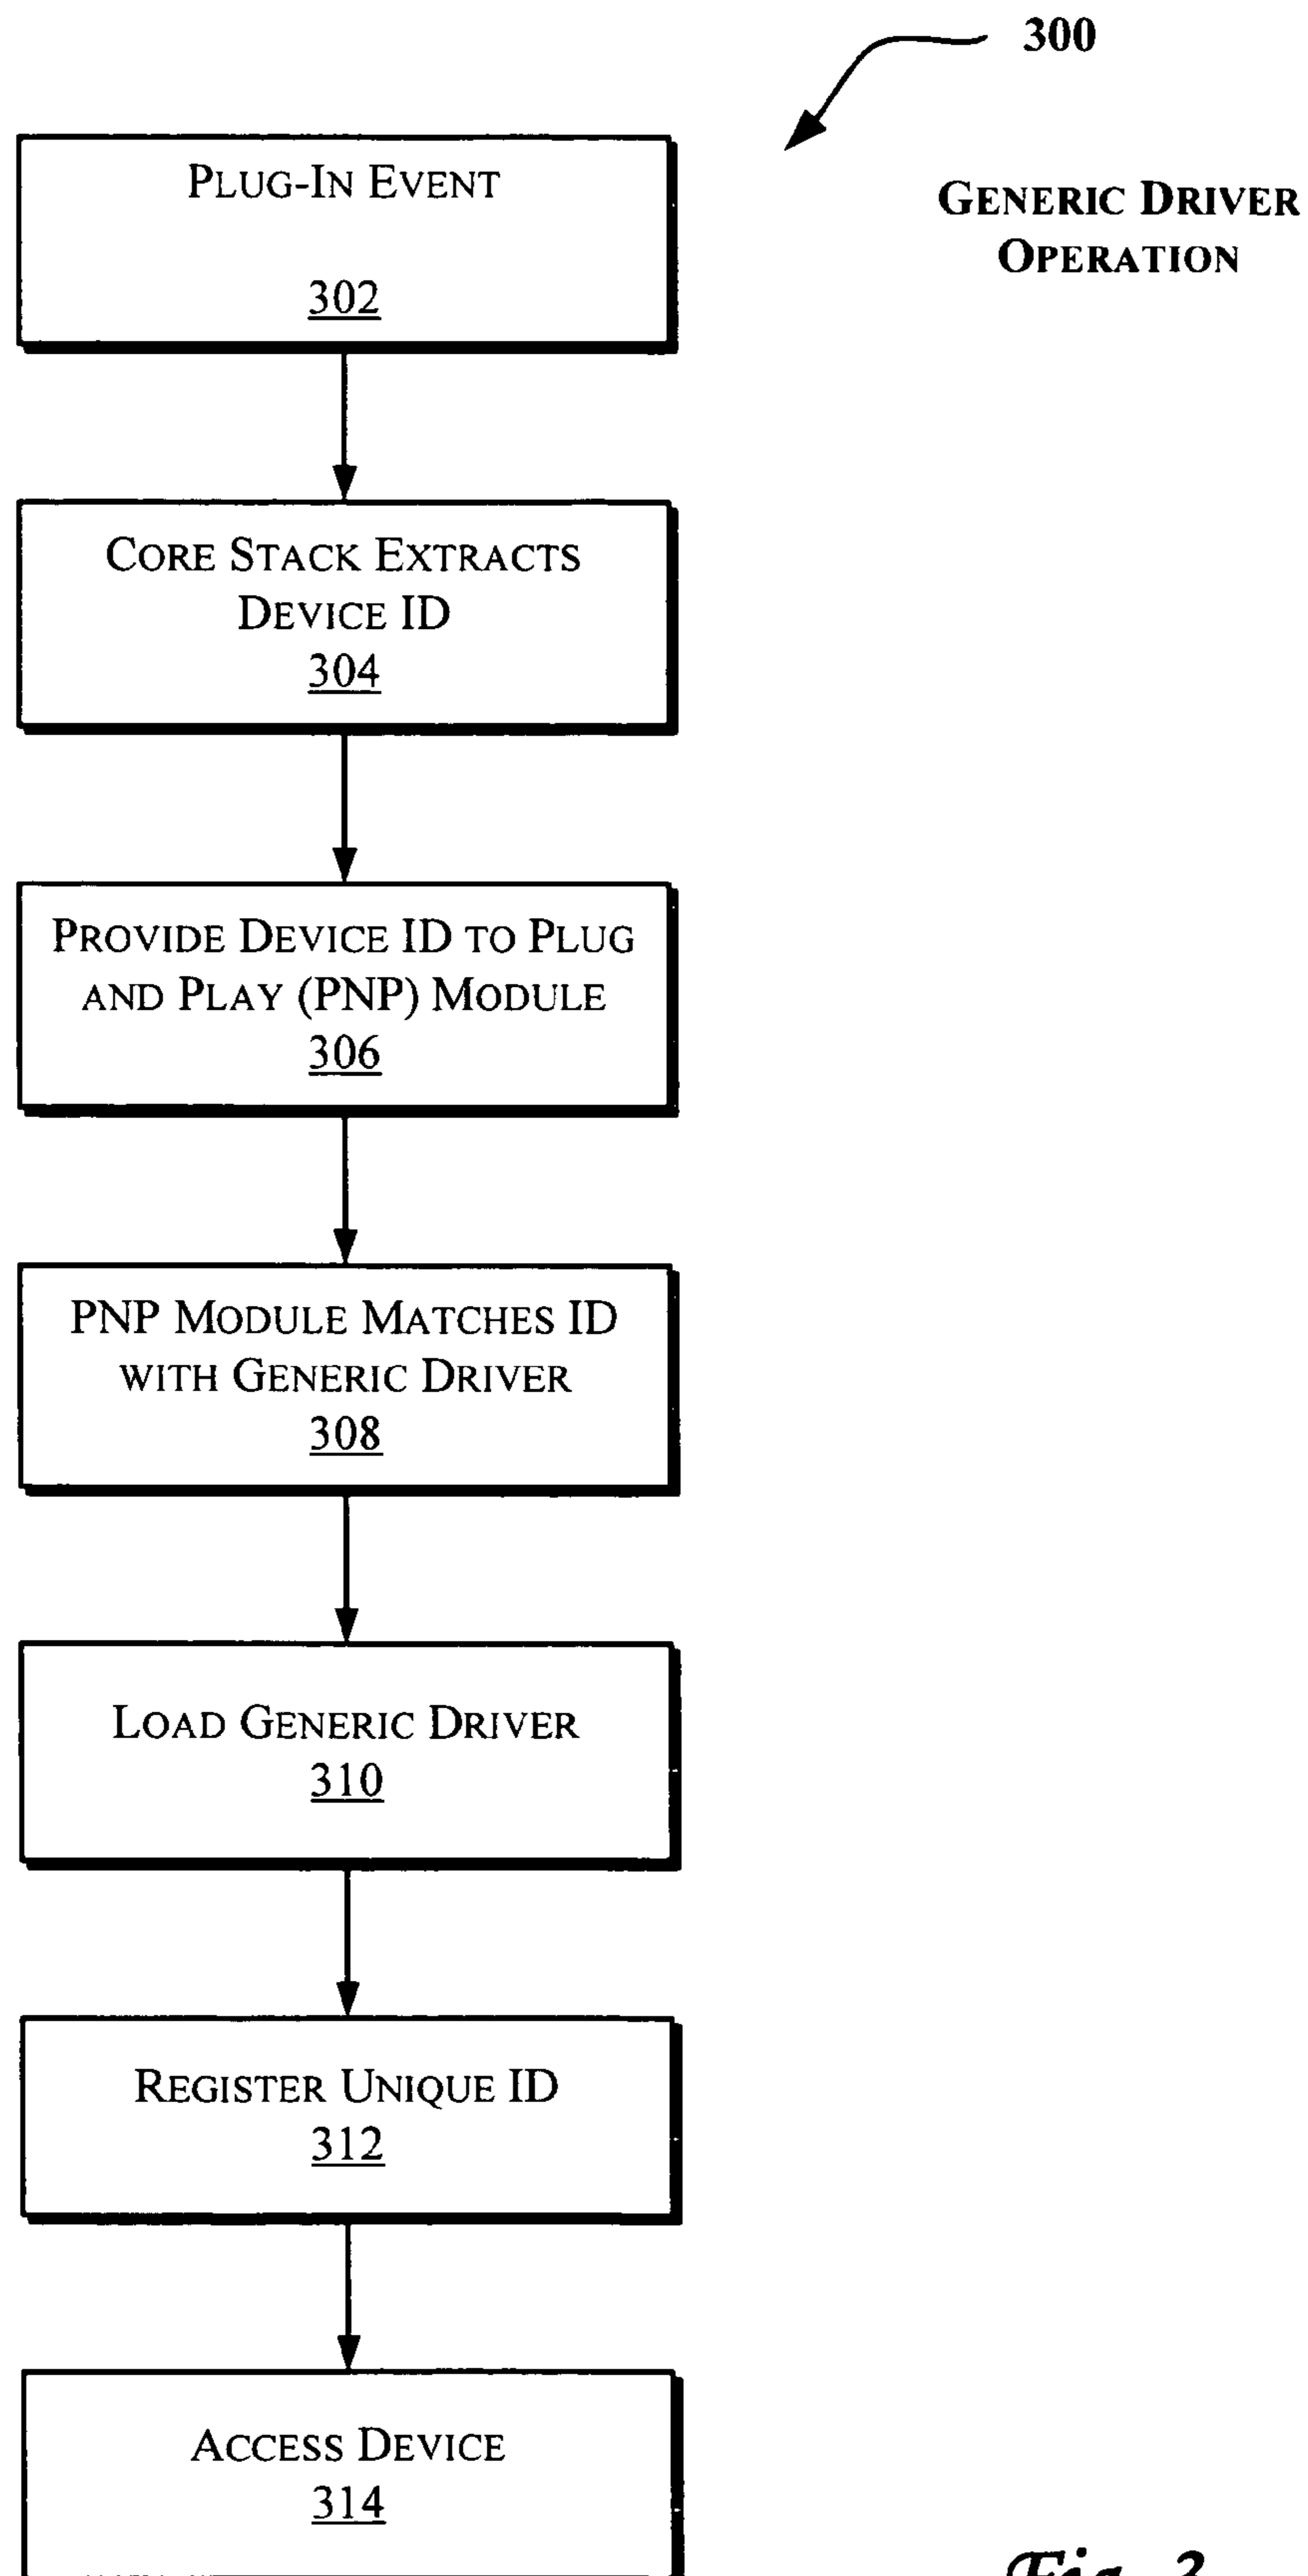 300
GENERIC DRIVER
OPERATION
PLUG-IN EVENT
302
CORE STACK EXTRACTS
DEVICE ID
304
PROVIDE DEVICE ID TO PLUG
AND PLAY (PNP) MODULE
306
PNP MODULE MATCHES ID
WITH GENERIC DRIVER
308
LOAD GENERIC DRIVER
310
REGISTER UNIQUE ID
312
ACCESS DEVICE
314
Fig. 3